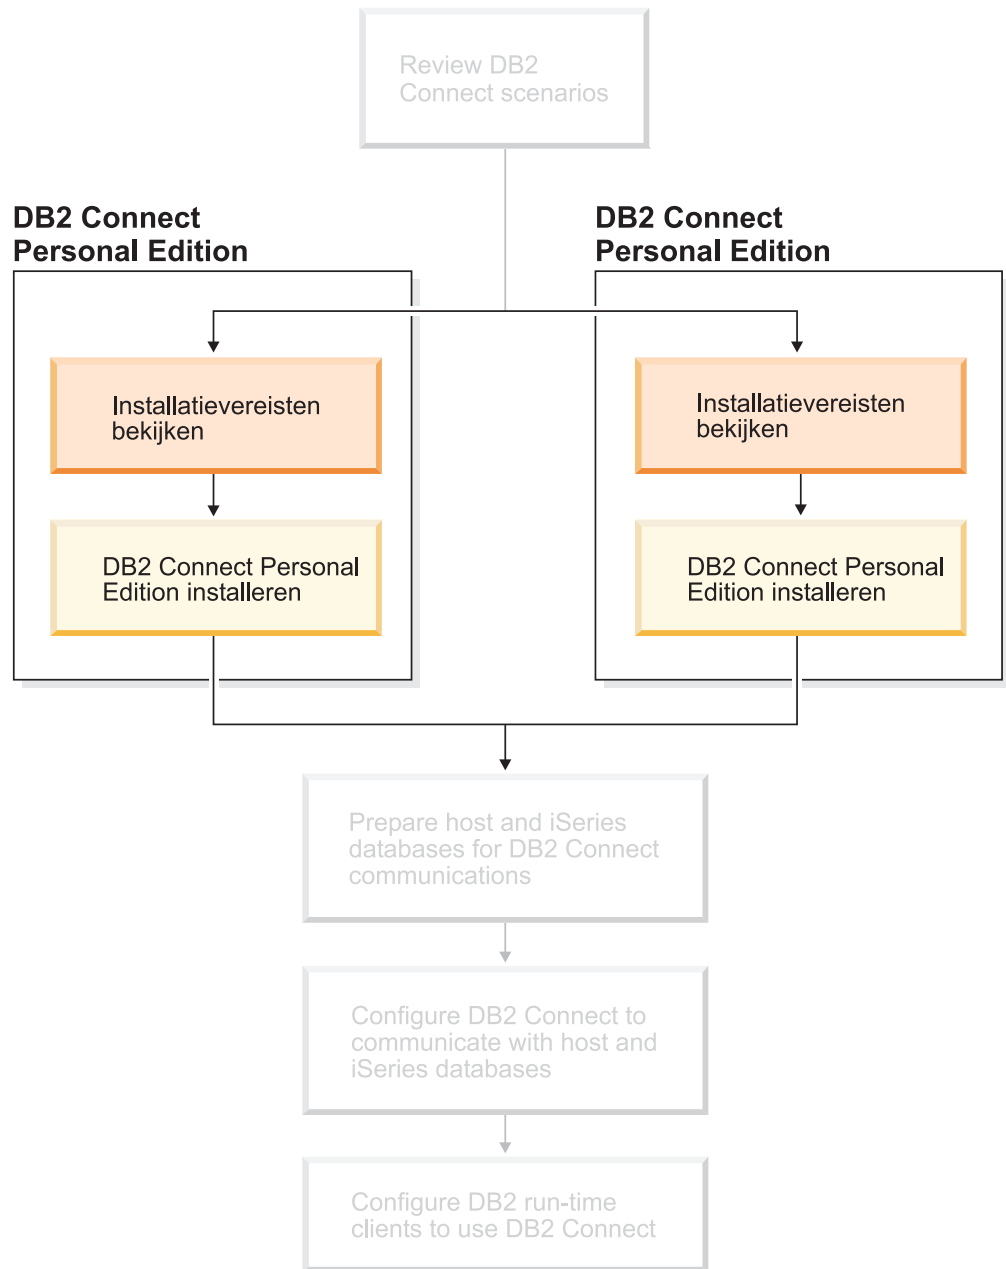 Review DB2
Connect scenarios
DB2 Connect
Personal Edition
Installatievereisten
bekijken
DB2 Connect Personal
Edition installeren
DB2 Connect
Personal Edition
Installatievereisten
bekijken
DB2 Connect Personal
Edition installeren
Prepare host and iSeries
databases for DB2 Connect
communications
Configure DB2 Connect to
communicate with host and
iSeries databases
Configure DB2 run-time
clients to use DB2 Connect